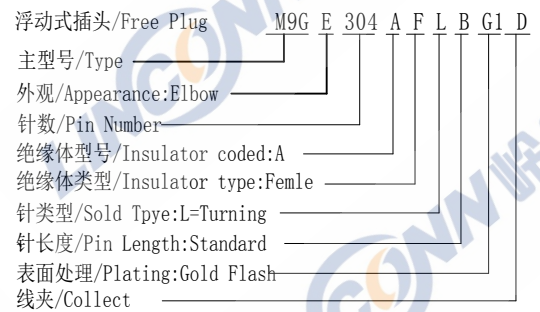 浮动式插头/Free Plug M9G E 304 A F L B G1 D
主型号/Type
外观/Appearance:Elbow
针数/Pin Number
绝缘体型号/Insulator coded:A
绝缘体类型/Insulator type:Femle
针类型/Sold Tpye:L=Turning
针长度/Pin Length:Standard
表面处理/Plating:Gold Flash
线夹/Collect